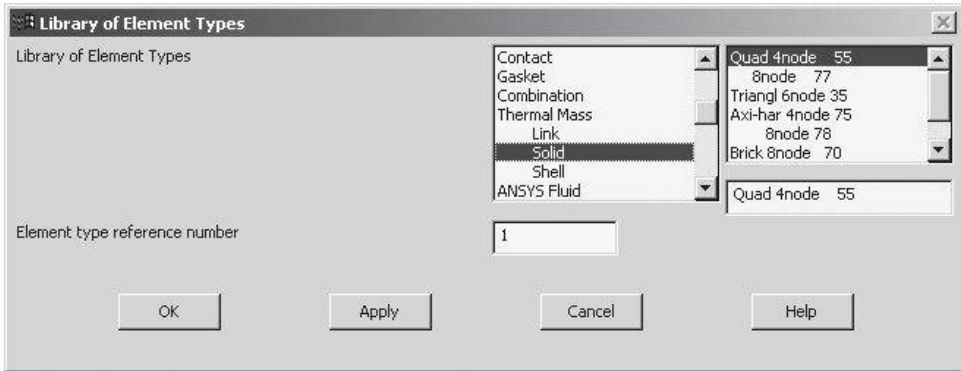 Library of Element Types
Library of Element Types
Contact
Gasket
Combination
Thermal Mass
Link
Solid
Shell
ANSYS Fluid
Quad 4node 55
8node 77
Triangl 6node 35
Axi-har 4node 75
8node 78
Brick 8node 70
Quad 4node 55
Element type reference number
1
OK
Apply
Cancel
Help